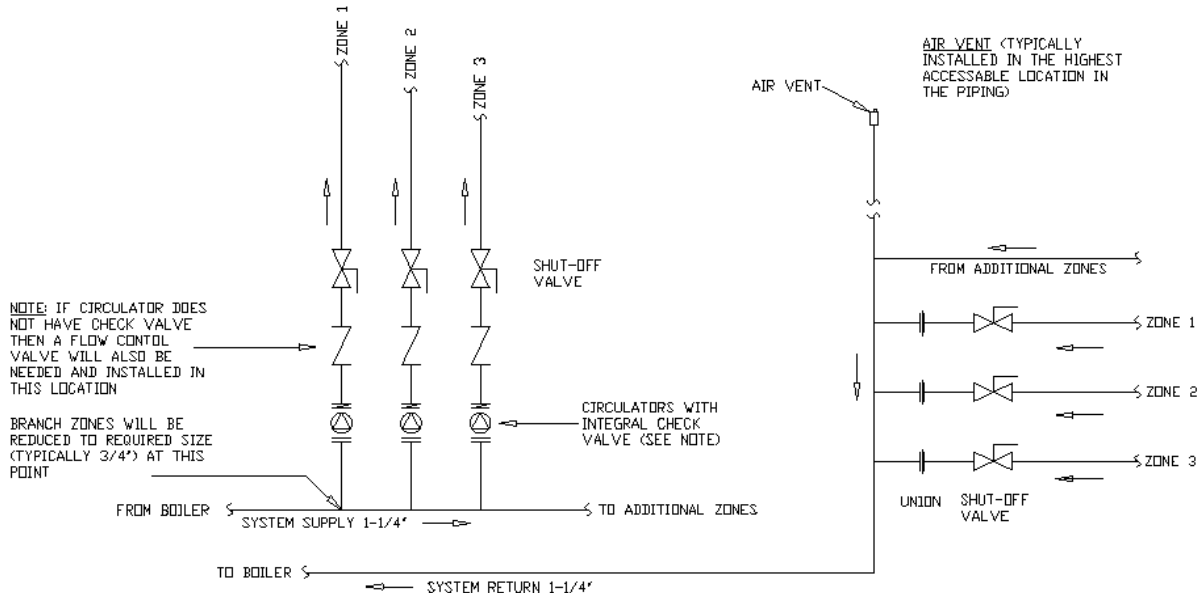 ZONE 1
ZONE 2
ZONE 3
AIR VENT (TYPICALLY
INSTALLED IN THE HIGHEST
ACCESSABLE LOCATION IN
THE PIPING)
AIR VENT
SHUT-OFF
VALVE
FROM ADDITIONAL ZONES
NOTE: IF CIRCULATOR DOES
NOT HAVE CHECK VALVE
THEN A FLOW CONTOL
VALVE WILL ALSO BE
NEEDED AND INSTALLED IN
THIS LOCATION
ZONE 1
ZONE 2
ZONE 3
CIRCULATORS WITH
INTEGRAL CHECK
VALVE (SEE NOTE)
BRANCH ZONES WILL BE
REDUCED TO REQUIRED SIZE
(TYPICALLY 3/4") AT THIS
POINT
UNION
SHUT-OFF
VALVE
FROM BOILER
SYSTEM SUPPLY 1-1/4"
TO ADDITIONAL ZONES
TO BOILER
SYSTEM RETURN 1-1/4"